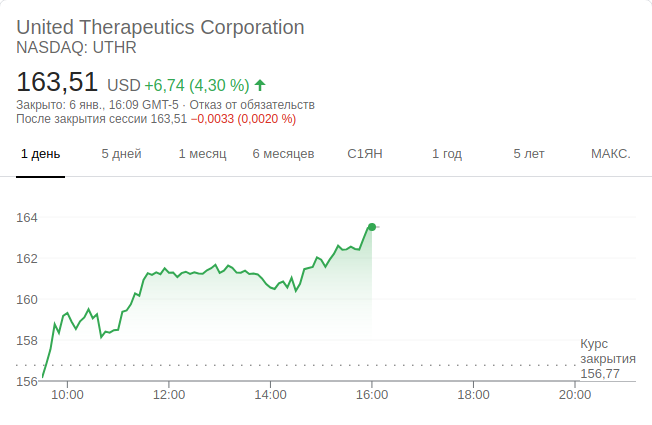 United Therapeutics Corporation
NASDAQ: UTHR
163,51 USD +6,74 (4,30 %)
Закрыто: 6 янв., 16:09 GMT-5 · Отказ от обязательств
После закрытия сессии 163,51 −0,0033 (0,0020 %)
1 день 5 дней 1 месяц 6 месяцев С1ЯН 1 год 5 лет МАКС.
164
162
160
158
156
Курс
закрытия
156,77
10:00 12:00 14:00 16:00 18:00 20:00